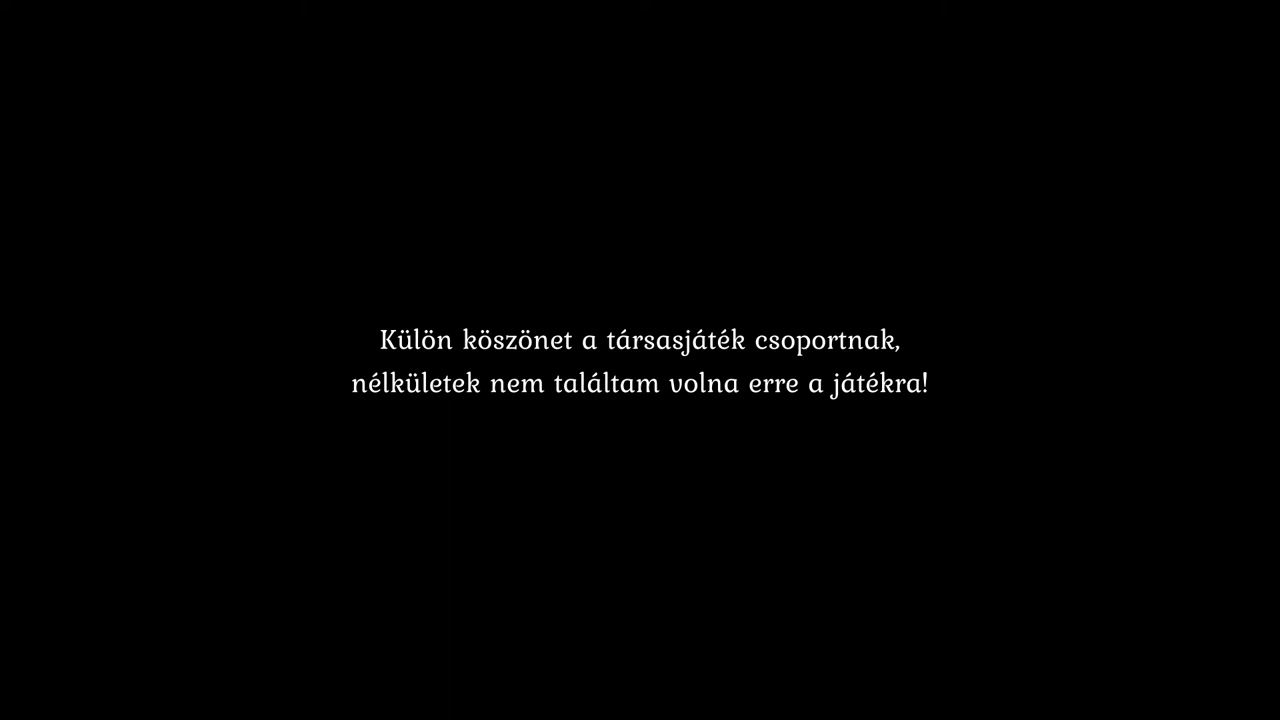 Külön köszönet a társasjáték csoportnak,
nélkületek nem találtam volna erre a játékra!